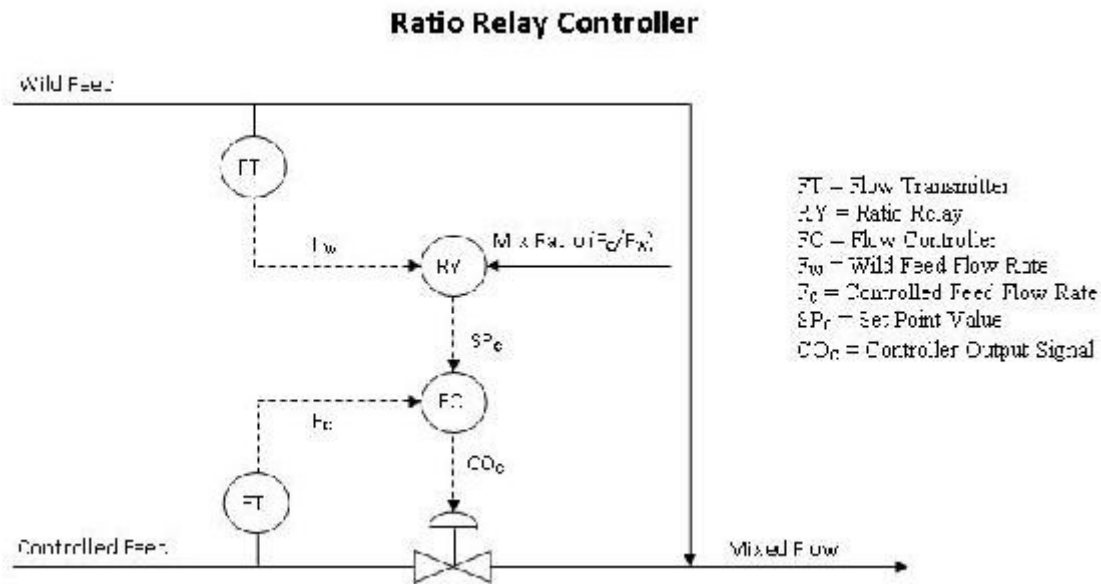 Ratio Relay Controller
Wild Feed
FT
FT = Flow Transmitter
RY = Ratio Relay
FC = Flow Controller
FW = Wild Feed Flow Rate
FC = Controlled Feed Flow Rate
SPC = Set Point Value
COC = Controller Output Signal
FW
Mix Ratio (FC/FW)
RY
SPC
FC
FC
COC
FT
Controlled Feed
Mixed Flow